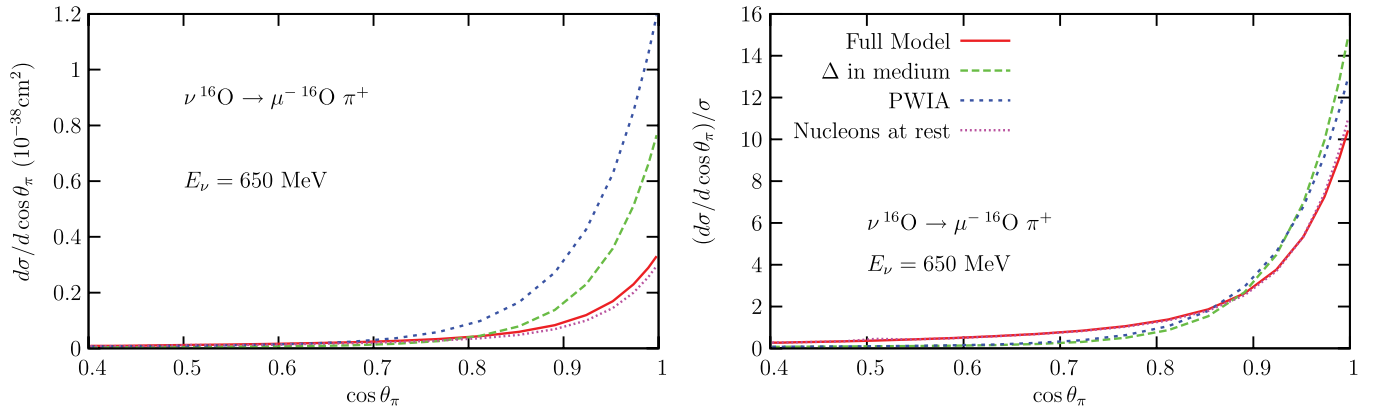 1.2
1
0.8
0.6
0.4
0.2
0
dσ/d cos θπ (10−38cm2)
ν 16O → μ− 16O π+
Eν = 650 MeV
0.4 0.5 0.6 0.7 0.8 0.9 1
cos θπ
16
14
12
10
8
6
4
2
0
(dσ/d cos θπ)/σ
Full Model
Δ in medium
PWIA
Nucleons at rest
ν 16O → μ− 16O π+
Eν = 650 MeV
0.4 0.5 0.6 0.7 0.8 0.9 1
cos θπ